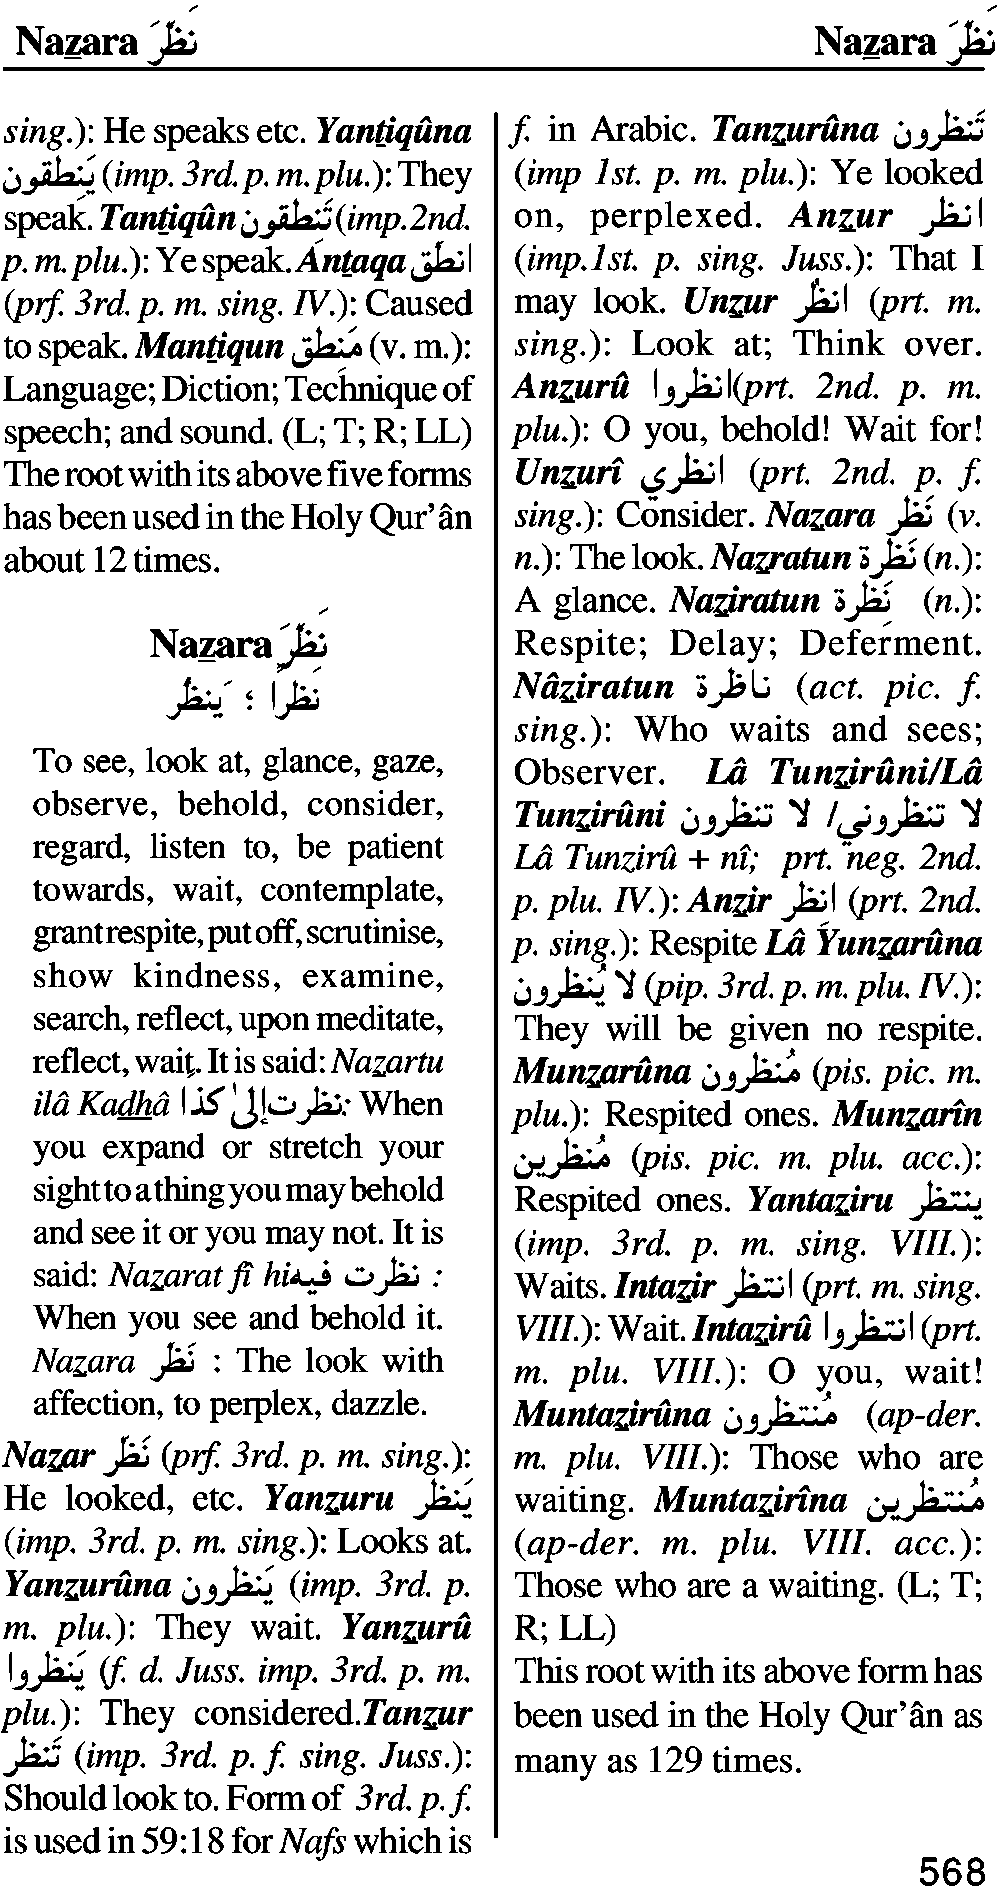 Nazara نَظَرَ Nazara نَظَرَ
sing.): He speaks etc. Yantiqûna
يَنطِقون (imp. 3rd. p. m. plu.): They
speak. Tantiqûn تَنطِقون (imp.2nd.
p. m. plu.): Ye speak. Antaqa انطَق
(prf. 3rd. p. m. sing. IV.): Caused
to speak. Mantiqun مَنطِق (v. m.):
Language; Diction; Technique of
speech; and sound. (L; T; R; LL)
The root with its above five forms
has been used in the Holy Qur’ân
about 12 times.
Nazara نَظَرَ
نَظراً ؛ يَنظُر
To see, look at, glance, gaze,
observe, behold, consider,
regard, listen to, be patient
towards, wait, contemplate,
grant respite, put off, scrutinise,
show kindness, examine,
search, reflect, upon meditate,
reflect, wait. It is said: Nazartu
ilâ Kadhâ نظرت إلى كذا: When
you expand or stretch your
sight to a thing you may behold
and see it or you may not. It is
said: Nazarat fî hi نظرت فيه :
When you see and behold it.
Nazara نَظَر : The look with
affection, to perplex, dazzle.
Nazar نَظَر (prf. 3rd. p. m. sing.):
He looked, etc. Yanzuru يَنظُر
(imp. 3rd. p. m. sing.): Looks at.
Yanzurûna يَنظرون (imp. 3rd. p.
m. plu.): They wait. Yanzurû
يَنظروا (f. d. Juss. imp. 3rd. p. m.
plu.): They considered.Tanzur
تَنظر (imp. 3rd. p. f. sing. Juss.):
Should look to. Form of 3rd. p. f.
is used in 59:18 for Nafs which is
f. in Arabic. Tanzurûna تَنظرون
(imp 1st. p. m. plu.): Ye looked
on, perplexed. Anzur انظر
(imp.1st. p. sing. Juss.): That I
may look. Unzur انظُر (prt. m.
sing.): Look at; Think over.
Anzurû انظروا(prt. 2nd. p. m.
plu.): O you, behold! Wait for!
Unzurî انظري (prt. 2nd. p. f.
sing.): Consider. Nazara نَظَر (v.
n.): The look. Nazratun نَظرة (n.):
A glance. Naziratun نَظِرة (n.):
Respite; Delay; Deferment.
Nâziratun ناظرة (act. pic. f.
sing.): Who waits and sees;
Observer. Lâ Tunzirûni/Lâ
Tunzirûni لا تنظروني/ لا تنظرون
Lâ Tunzirû + nî; prt. neg. 2nd.
p. plu. IV.): Anzir انظر (prt. 2nd.
p. sing.): Respite Lâ Yunzarûna
لا يُنظَرون (pip. 3rd. p. m. plu. IV.):
They will be given no respite.
Munzarûna مُنظَرون (pis. pic. m.
plu.): Respited ones. Munzarîn
مُنظَرين (pis. pic. m. plu. acc.):
Respited ones. Yantaziru ينتظر
(imp. 3rd. p. m. sing. VIII.):
Waits. Intazir انتظر (prt. m. sing.
VIII.): Wait. Intazirû انتظروا (prt.
m. plu. VIII.): O you, wait!
Muntazirûna مُنتظرون (ap-der.
m. plu. VIII.): Those who are
waiting. Muntazirîna مُنتظرين
(ap-der. m. plu. VIII. acc.):
Those who are a waiting. (L; T;
R; LL)
This root with its above form has
been used in the Holy Qur’ân as
many as 129 times.
568